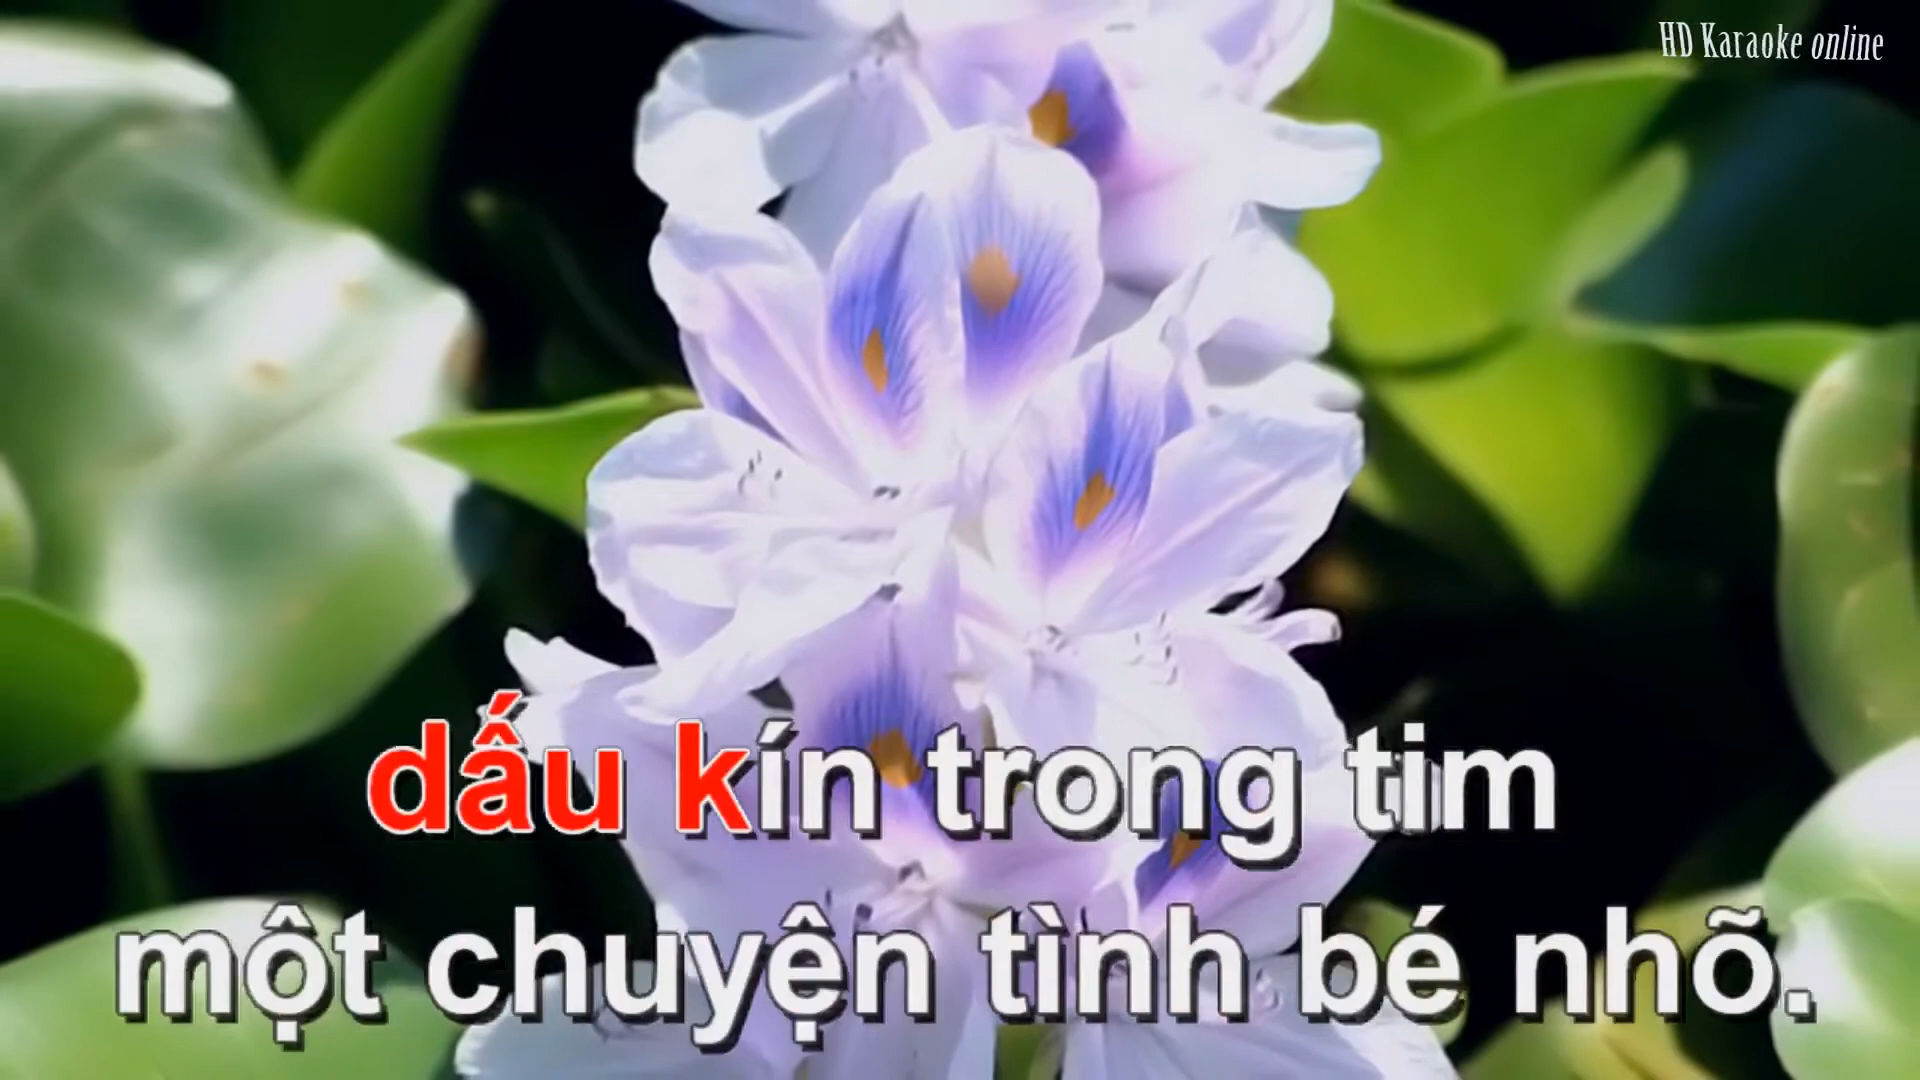 HD Karaoke online
dấu kín trong tim
một chuyện tình bé nhõ.